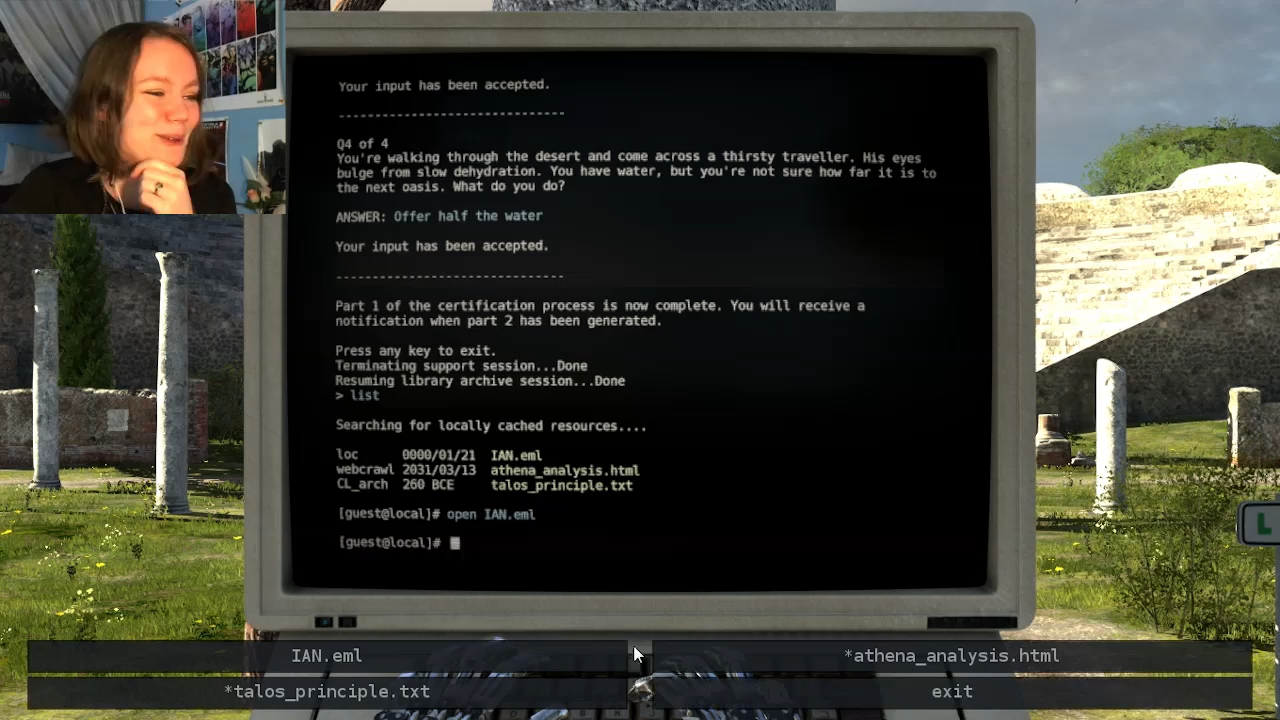 Your input has been accepted.
-------------------------------
Q4 of 4
You're walking through the desert and come across a thirsty traveller. His eyes
bulge from slow dehydration. You have water, but you're not sure how far it is to
the next oasis. What do you do?
ANSWER: Offer half the water
Your input has been accepted.
-------------------------------
Part 1 of the certification process is now complete. You will receive a
notification when part 2 has been generated.
Press any key to exit.
Terminating support session...Done
Resuming library archive session...Done
> list
Searching for locally cached resources....
loc 0000/01/21 IAN.eml
webcrawl 2031/03/13 athena_analysis.html
CL_arch 260 BCE talos_principle.txt
[guest@local]# open IAN.eml
[guest@local]#
L
IAN.eml *athena_analysis.html
*talos_principle.txt exit